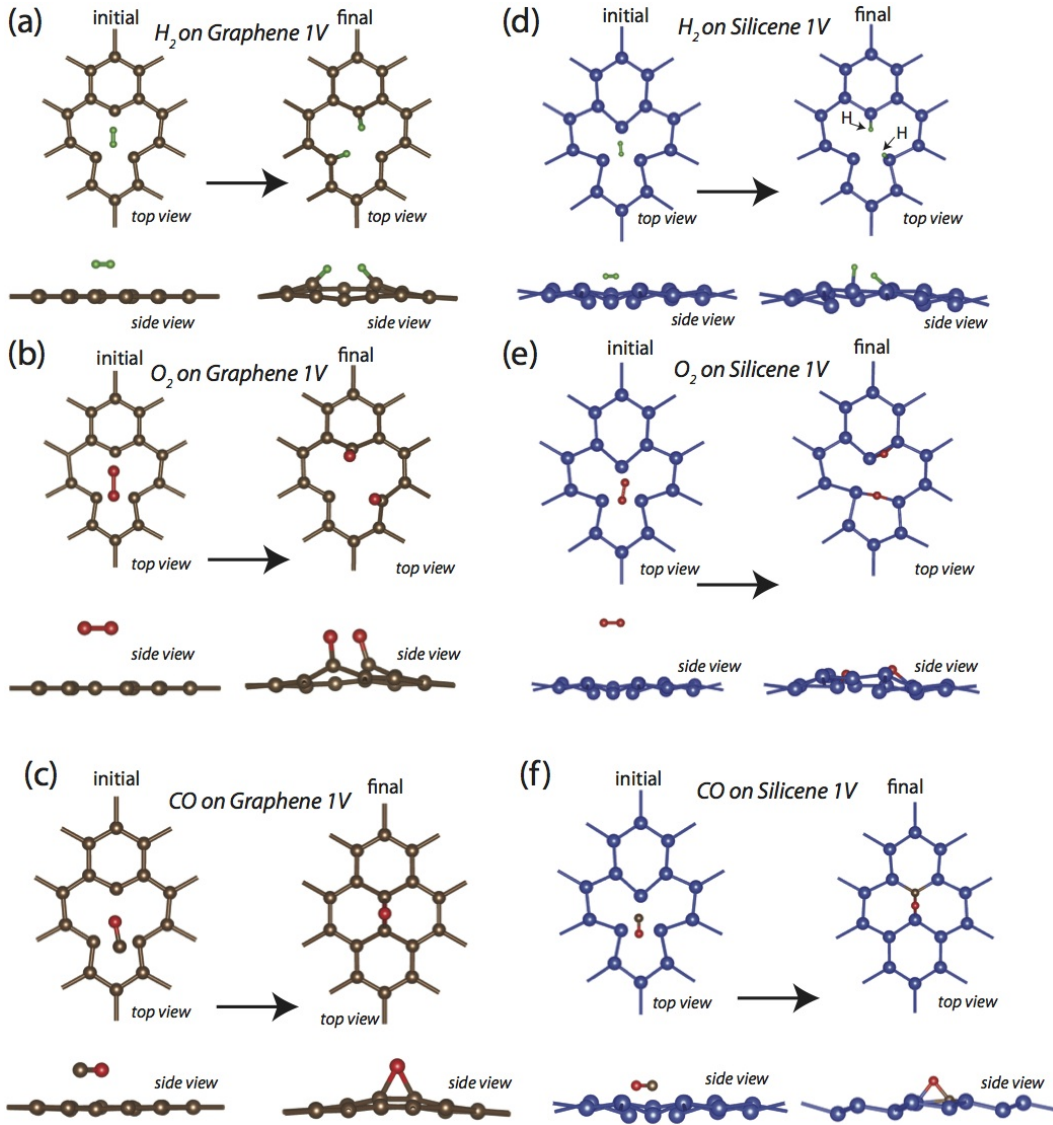 (a)
initial
H2 on Graphene 1V
final
top view
top view
side view
side view
(b)
initial
O2 on Graphene 1V
final
top view
top view
side view
side view
(c)
initial
CO on Graphene 1V
final
top view
top view
side view
side view
(d)
initial
H2 on Silicene 1V
final
H
H
top view
top view
side view
side view
(e)
initial
O2 on Silicene 1V
final
top view
top view
side view
side view
(f)
initial
CO on Silicene 1V
final
top view
top view
side view
side view